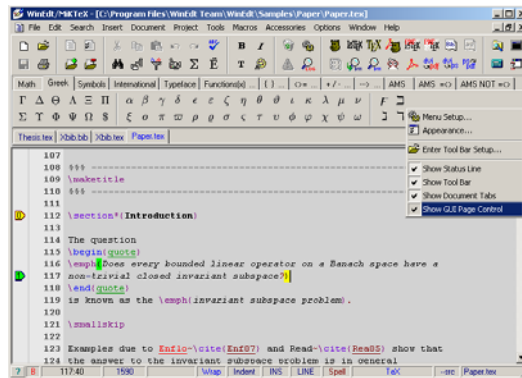 WinEdt/MiKTeX - [C:\Program Files\WinEdt Team\WinEdt\Samples\Paper\Paper.tex]
File Edit Search Insert Document Project Tools Macros Accessories Options Window Help
Math Greek Symbols International Typeface Functions() ... { } ... <>= ... +/- ... --> ... AMS AMS =<> AMS NOT =<>
Γ Δ Θ Λ Ξ Π α β γ δ ϵ ε ζ η θ ϑ ι κ λ μ ν F
Σ Υ Φ Ψ Ω $ ξ ο π ϖ ρ ϱ σ ς τ υ φ φ χ ψ ω
Menu Setup...
Appearance...
Enter Tool Bar Setup...
Show Status Line
Show Tool Bar
Show Document Tabs
Show GUI Page Control
Thesis.tex Xbib.bib Xbib.tex Paper.tex
107
108 %%% ---
109 \maketitle
110 %%% ---
111
112 \section*{Introduction}
113
114 The question
115 \begin{quote}
116 \emph{Does every bounded linear operator on a Banach space have a
117 non-trivial closed invariant subspace?}
118 \end{quote}
119 is known as the \emph{invariant subspace problem}.
120
121 \smallskip
122
123 Examples due to Enflo~\cite{Enf87} and Read~\cite{Rea85} show that
124 the answer to the invariant subspace problem is in general
? B 117:40 1590 Wrap Indent INS LINE Spell TeX --src Paper.tex